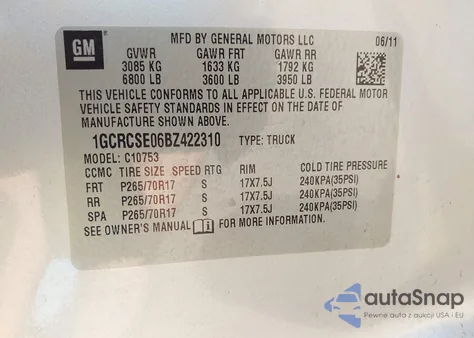 GM
MFD BY GENERAL MOTORS LLC
06/11
GVWR GAWR FRT GAWR RR
3085 KG 1633 KG 1792 KG
6800 LB 3600 LB 3950 LB
THIS VEHICLE CONFORMS TO ALL APPLICABLE U.S. FEDERAL MOTOR
VEHICLE SAFETY STANDARDS IN EFFECT ON THE DATE OF
MANUFACTURE SHOWN ABOVE.
1GCRCSE06BZ422310 TYPE: TRUCK
MODEL: C10753
CCMC TIRE SIZE SPEED RTG RIM COLD TIRE PRESSURE
FRT P265/70R17 S 17X7.5J 240KPA(35PSI)
RR P265/70R17 S 17X7.5J 240KPA(35PSI)
SPA P265/70R17 S 17X7.5J 240KPA(35PSI)
SEE OWNER'S MANUAL FOR MORE INFORMATION.
autoSnap
Pewne auta z aukcji USA i EU